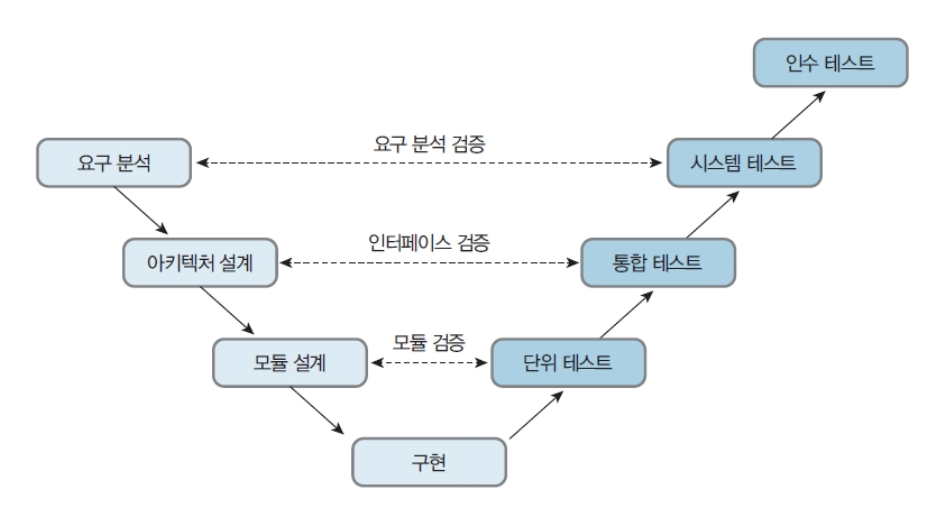 인수 테스트
요구 분석 검증
요구 분석
시스템 테스트
인터페이스 검증
아키텍처 설계
통합 테스트
모듈 검증
모듈 설계
단위 테스트
구현